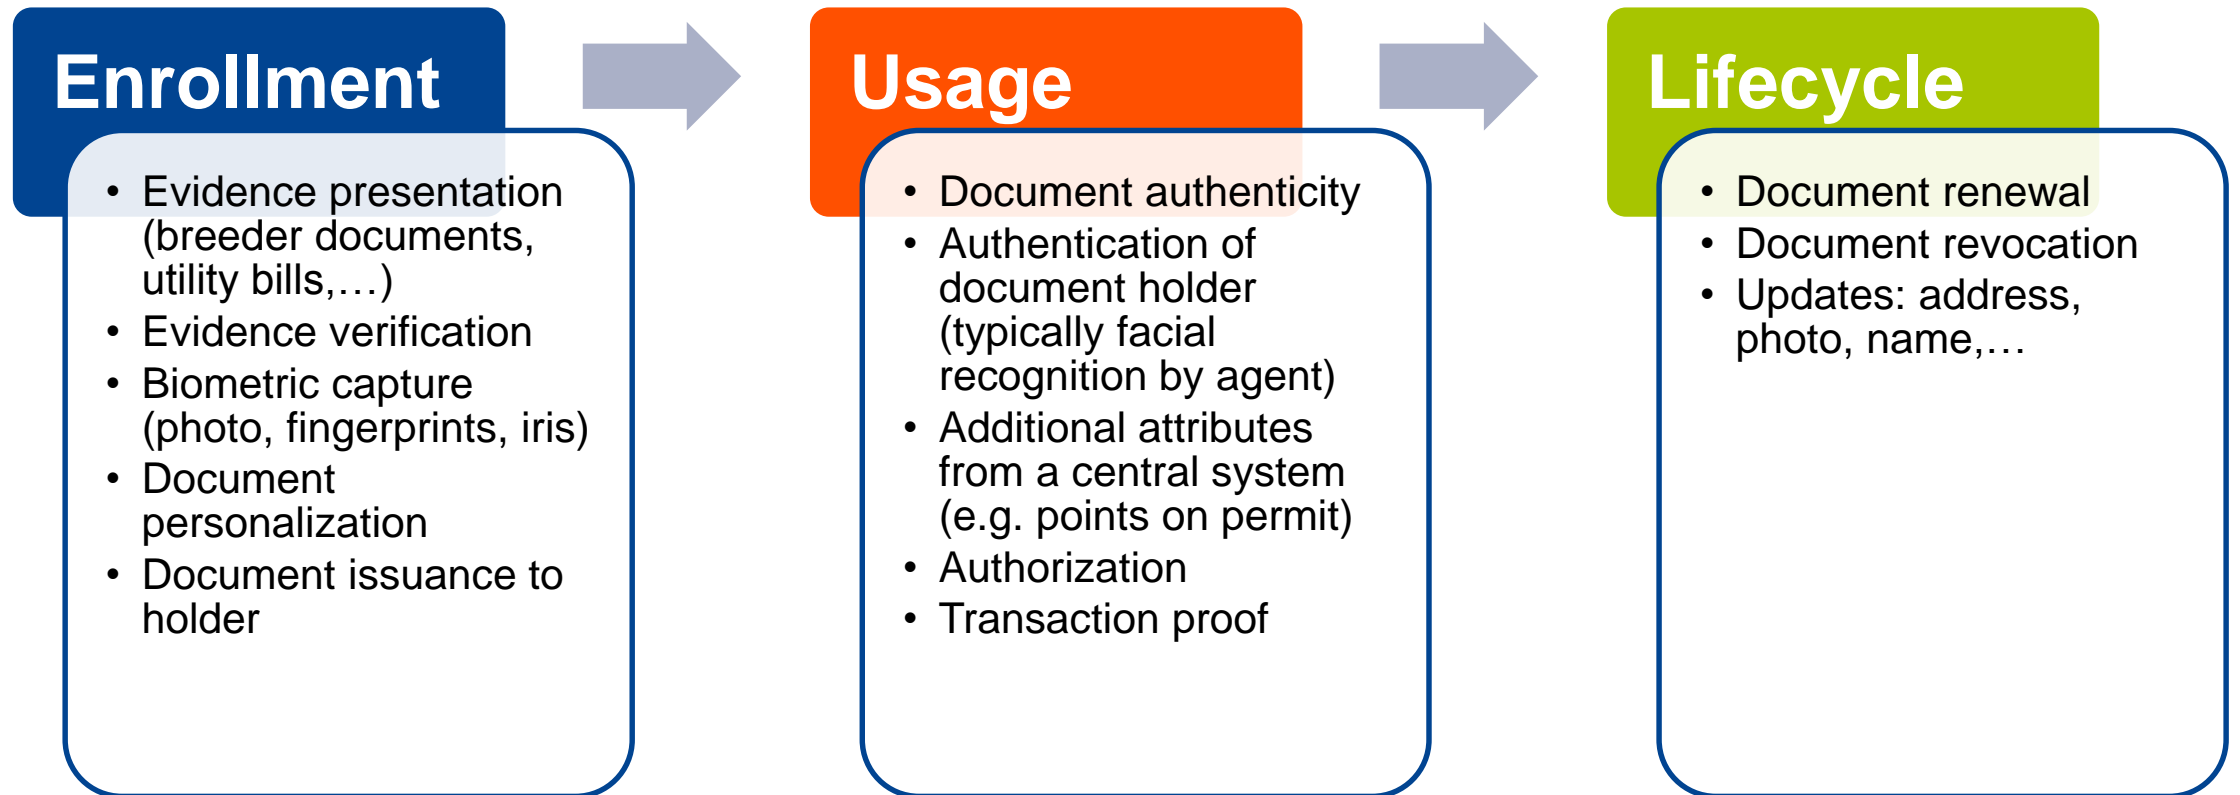 Enrollment
• Evidence presentation
(breeder documents,
utility bills,…)
• Evidence verification
• Biometric capture
(photo, fingerprints, iris)
• Document
personalization
• Document issuance to
holder
Usage
• Document authenticity
• Authentication of
document holder
(typically facial
recognition by agent)
• Additional attributes
from a central system
(e.g. points on permit)
• Authorization
• Transaction proof
Lifecycle
• Document renewal
• Document revocation
• Updates: address,
photo, name,…